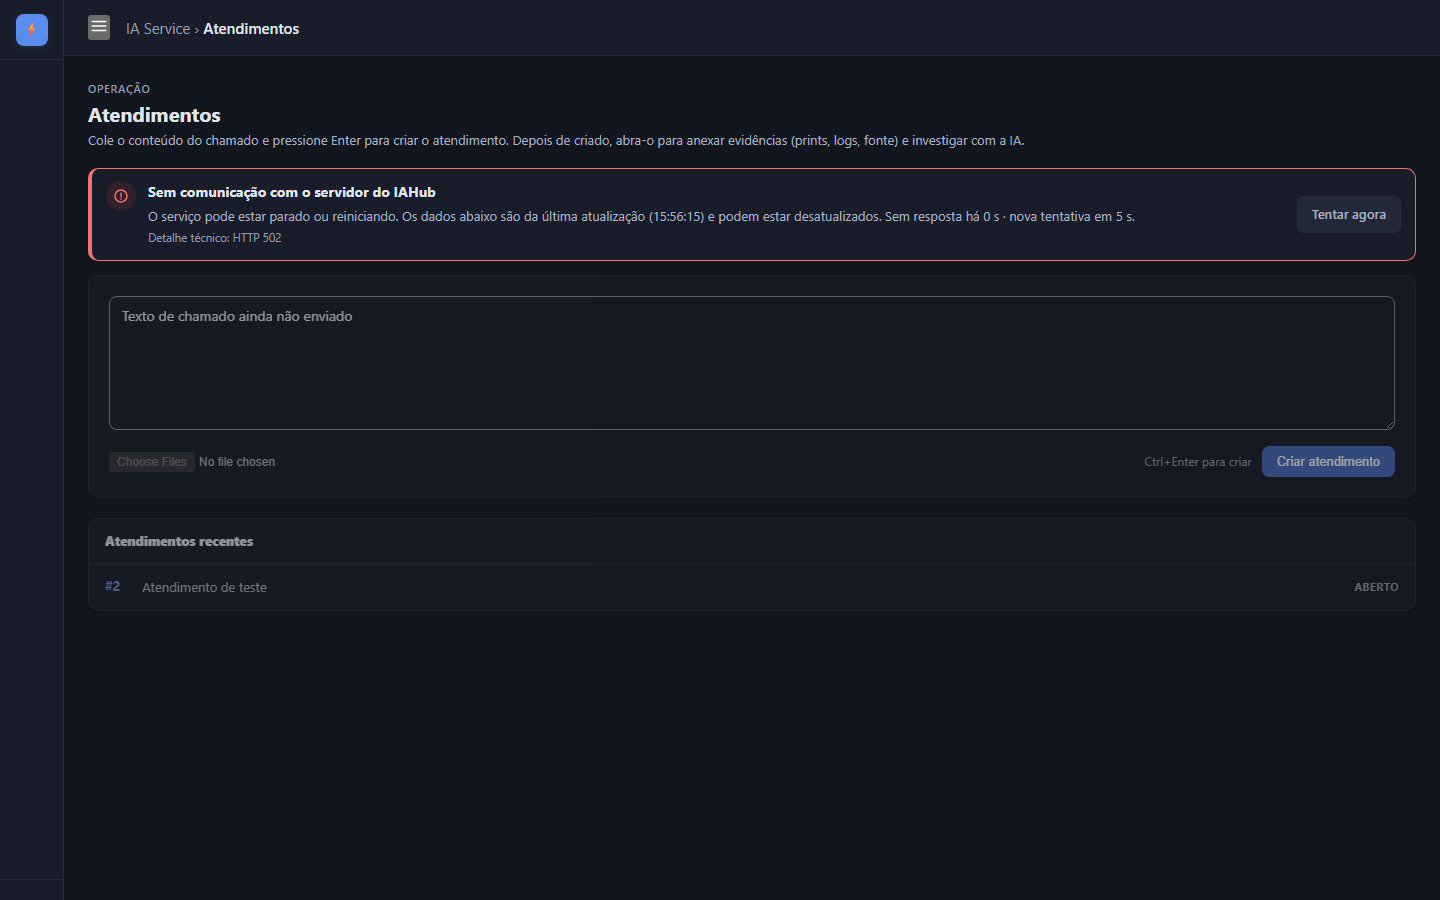 IA Service › Atendimentos
OPERAÇÃO
Atendimentos
Cole o conteúdo do chamado e pressione Enter para criar o atendimento. Depois de criado, abra-o para anexar evidências (prints, logs, fonte) e investigar com a IA.
Sem comunicação com o servidor do IAHub
O serviço pode estar parado ou reiniciando. Os dados abaixo são da última atualização (15:56:15) e podem estar desatualizados. Sem resposta há 0 s · nova tentativa em 5 s.
Detalhe técnico: HTTP 502
Tentar agora
Texto de chamado ainda não enviado
Choose Files No file chosen
Ctrl+Enter para criar
Criar atendimento
Atendimentos recentes
#2 Atendimento de teste ABERTO